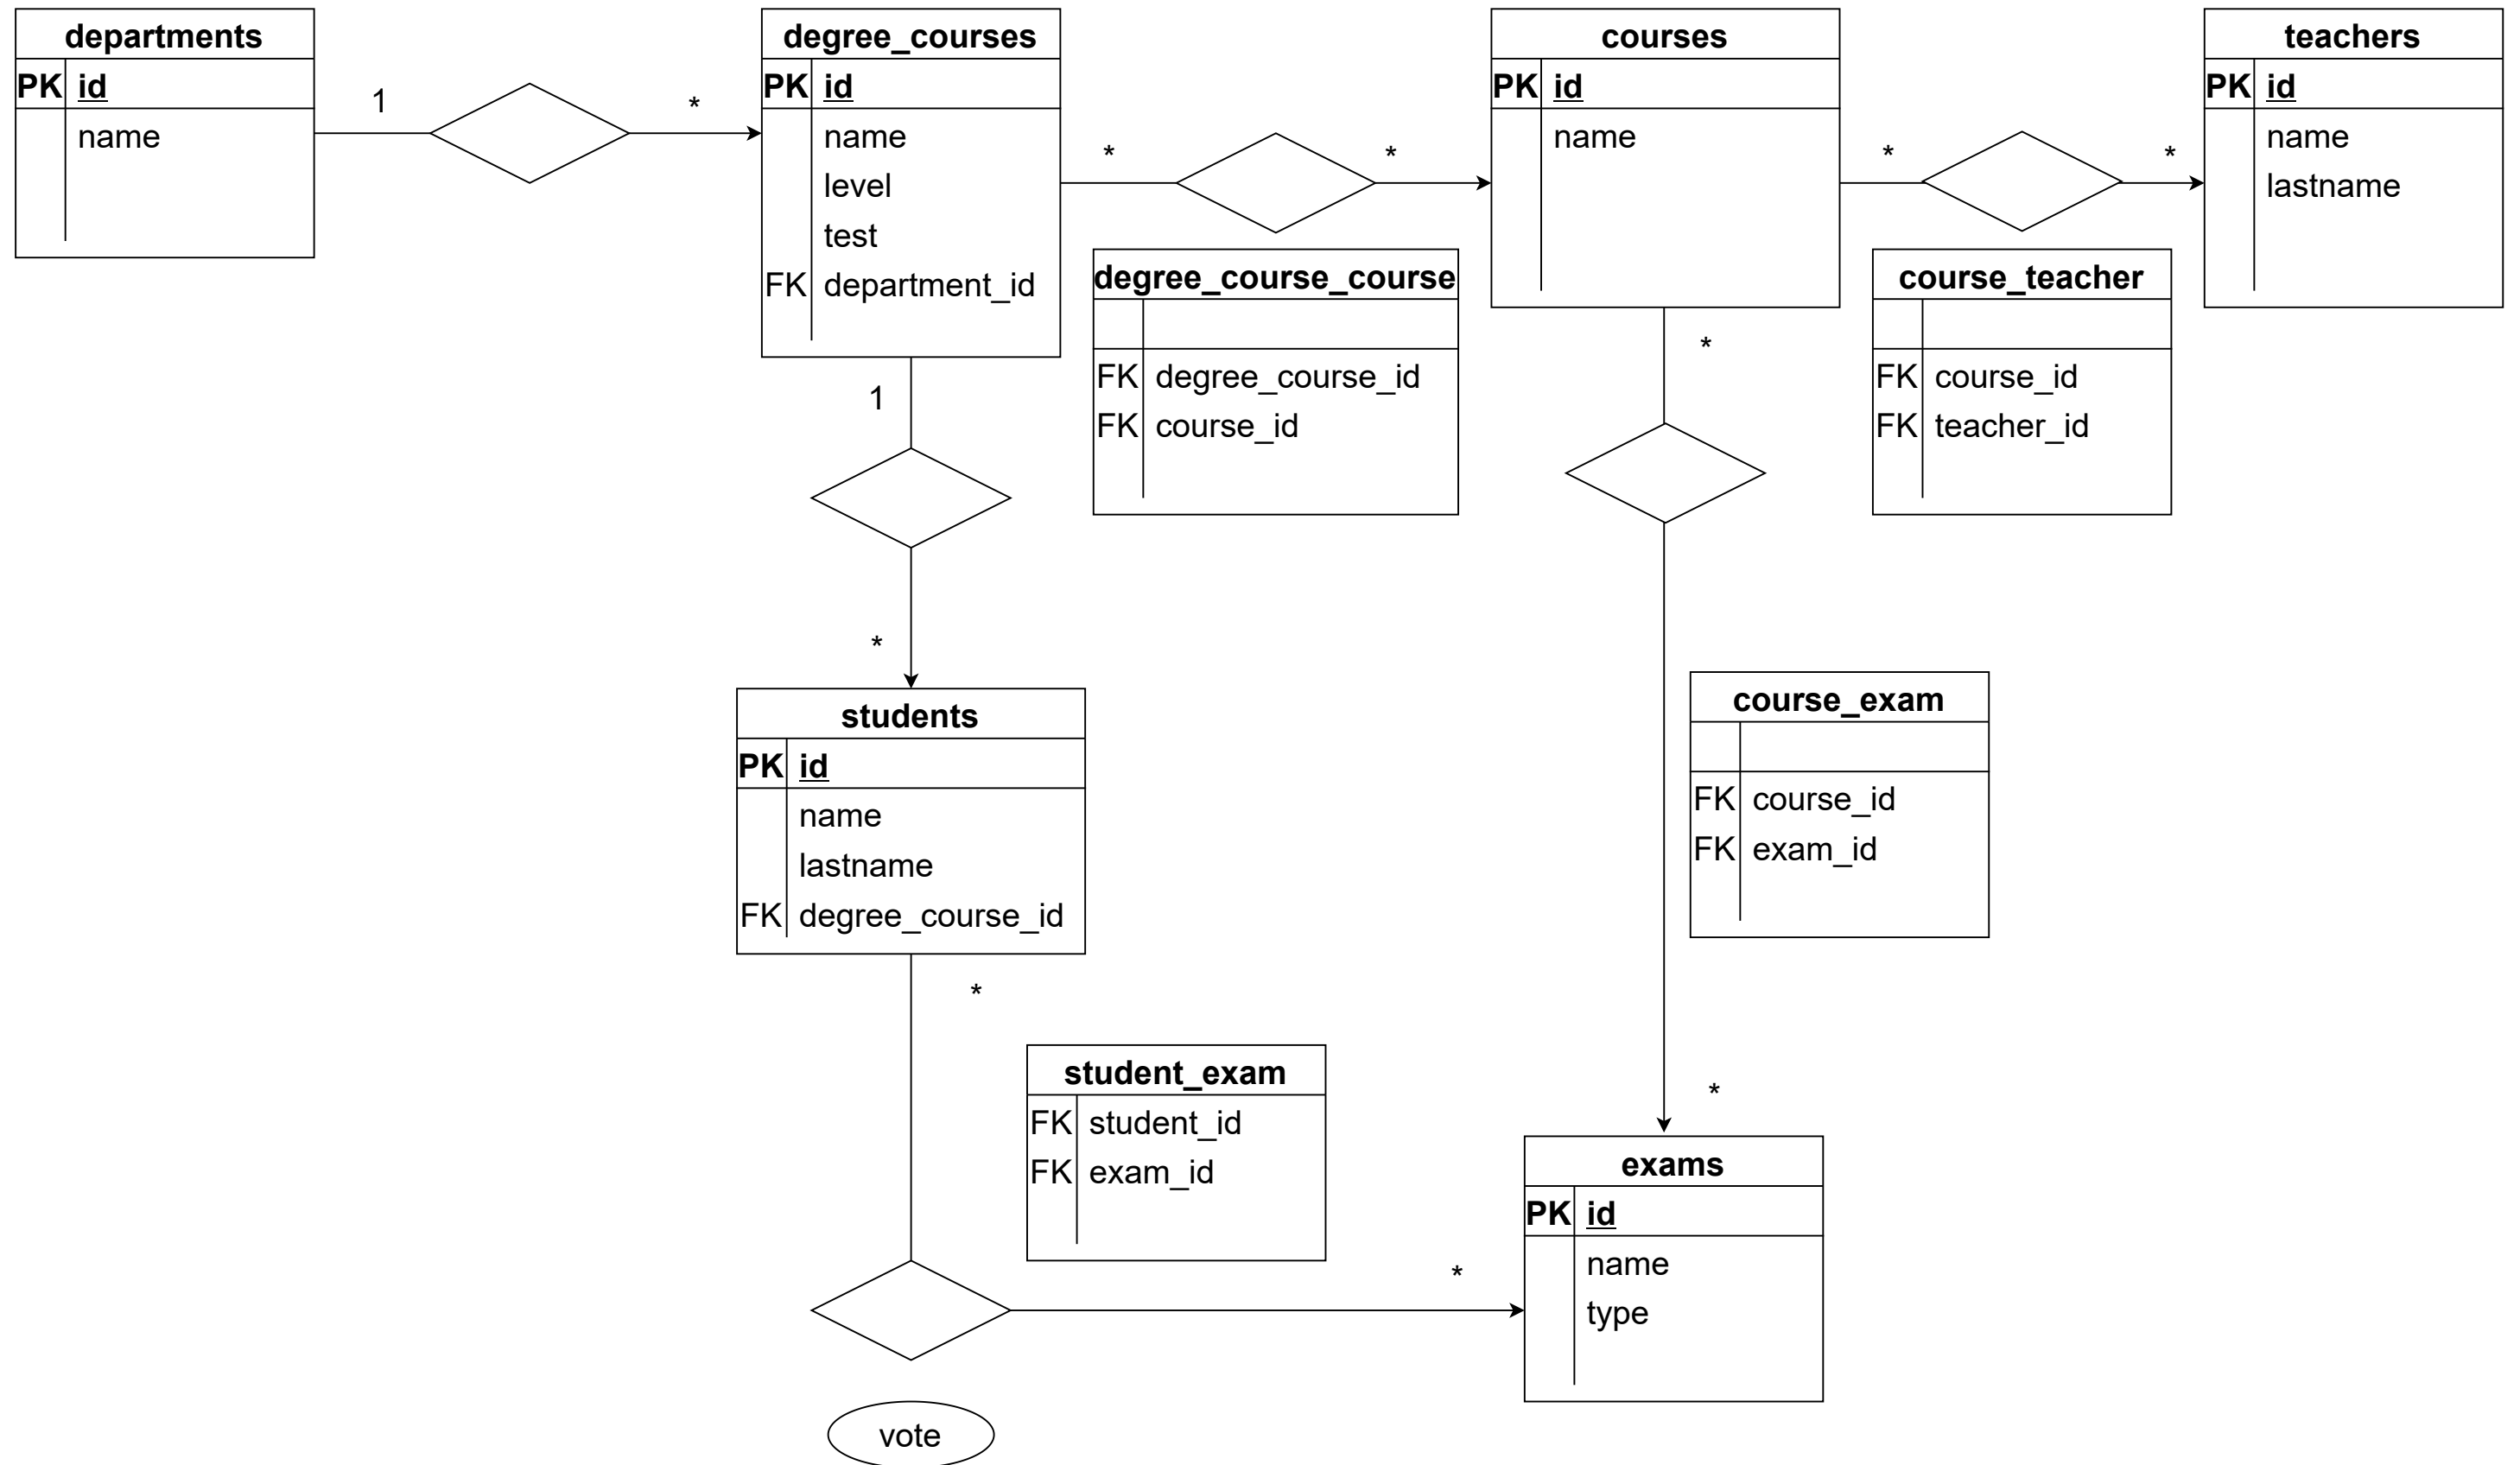 departments
PK id
name
1
*
degree_courses
PK id
name
level
test
FK department_id
*
*
courses
PK id
name
*
*
teachers
PK id
name
lastname
degree_course_course
FK degree_course_id
FK course_id
course_teacher
FK course_id
FK teacher_id
1
*
*
students
PK id
name
lastname
FK degree_course_id
course_exam
FK course_id
FK exam_id
*
student_exam
FK student_id
FK exam_id
*
*
exams
PK id
name
type
vote